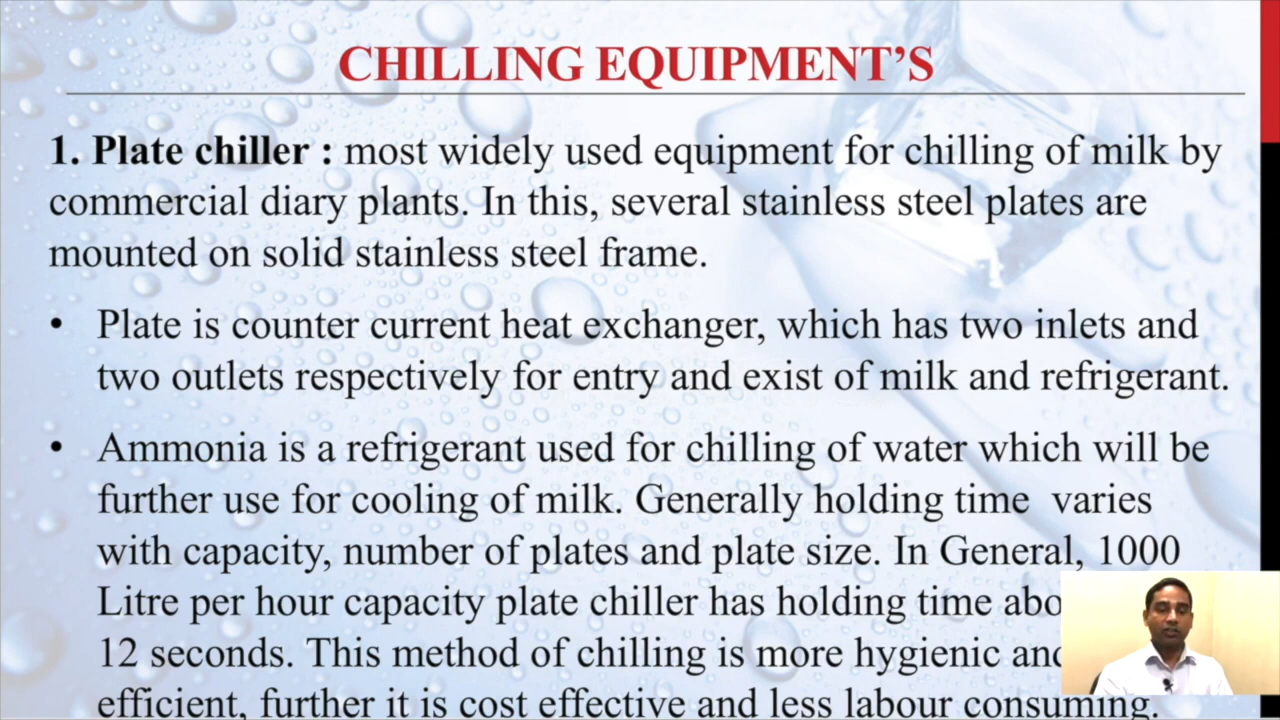 CHILLING EQUIPMENT’S
1. Plate chiller : most widely used equipment for chilling of milk by
commercial diary plants. In this, several stainless steel plates are
mounted on solid stainless steel frame.
• Plate is counter current heat exchanger, which has two inlets and
two outlets respectively for entry and exist of milk and refrigerant.
• Ammonia is a refrigerant used for chilling of water which will be
further use for cooling of milk. Generally holding time varies
with capacity, number of plates and plate size. In General, 1000
Litre per hour capacity plate chiller has holding time
12 seconds. This method of chilling is more hygienic
efficient, further it is cost effective and less labour consuming.